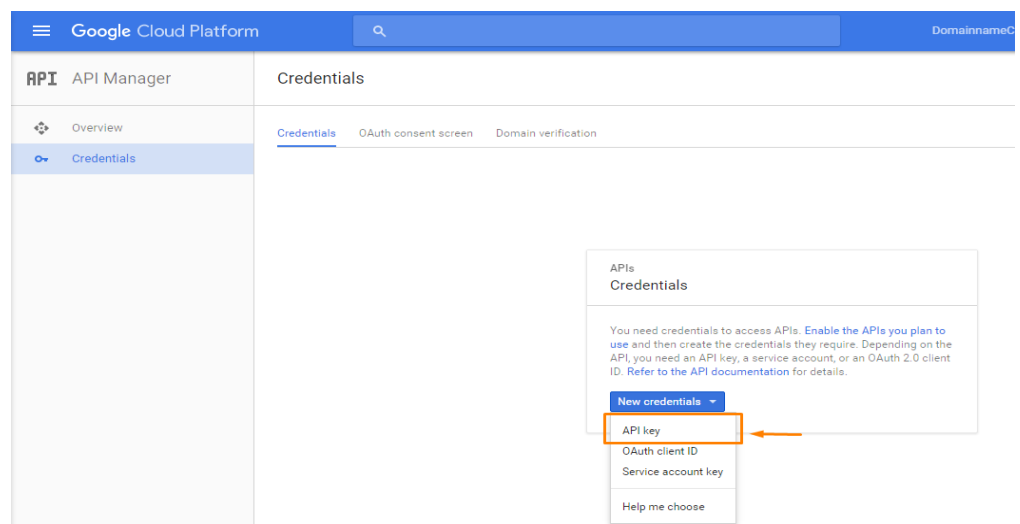 Google Cloud Platform
DomainnameC
API API Manager
Credentials
Overview
Credentials
Credentials OAuth consent screen Domain verification
APIs
Credentials
You need credentials to access APIs. Enable the APIs you plan to
use and then create the credentials they require. Depending on the
API, you need an API key, a service account, or an OAuth 2.0 client
ID. Refer to the API documentation for details.
New credentials
API key
OAuth client ID
Service account key
Help me choose